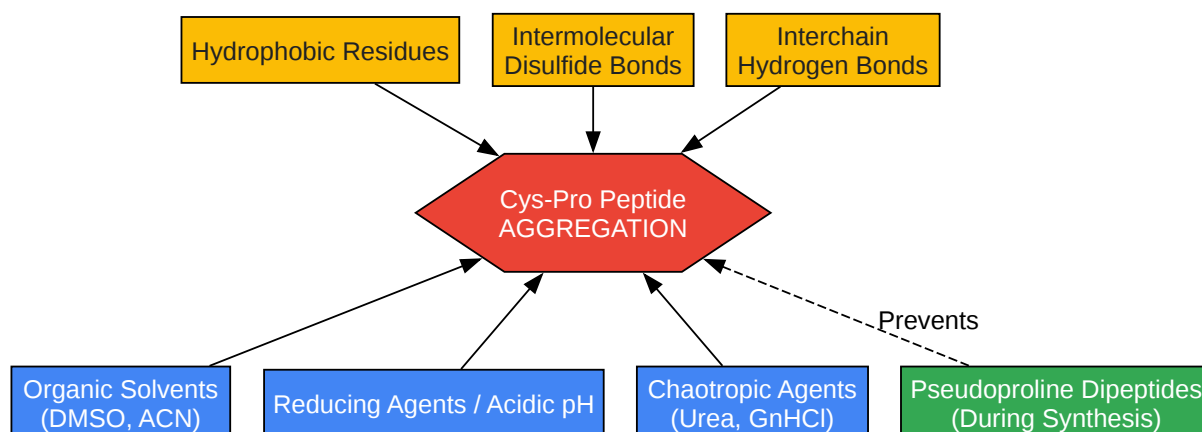 Hydrophobic Residues
Intermolecular
Disulfide Bonds
Interchain
Hydrogen Bonds
Cys-Pro Peptide
AGGREGATION
Prevents
Organic Solvents
(DMSO, ACN)
Reducing Agents / Acidic pH
Chaotropic Agents
(Urea, GnHCl)
Pseudoproline Dipeptides
(During Synthesis)